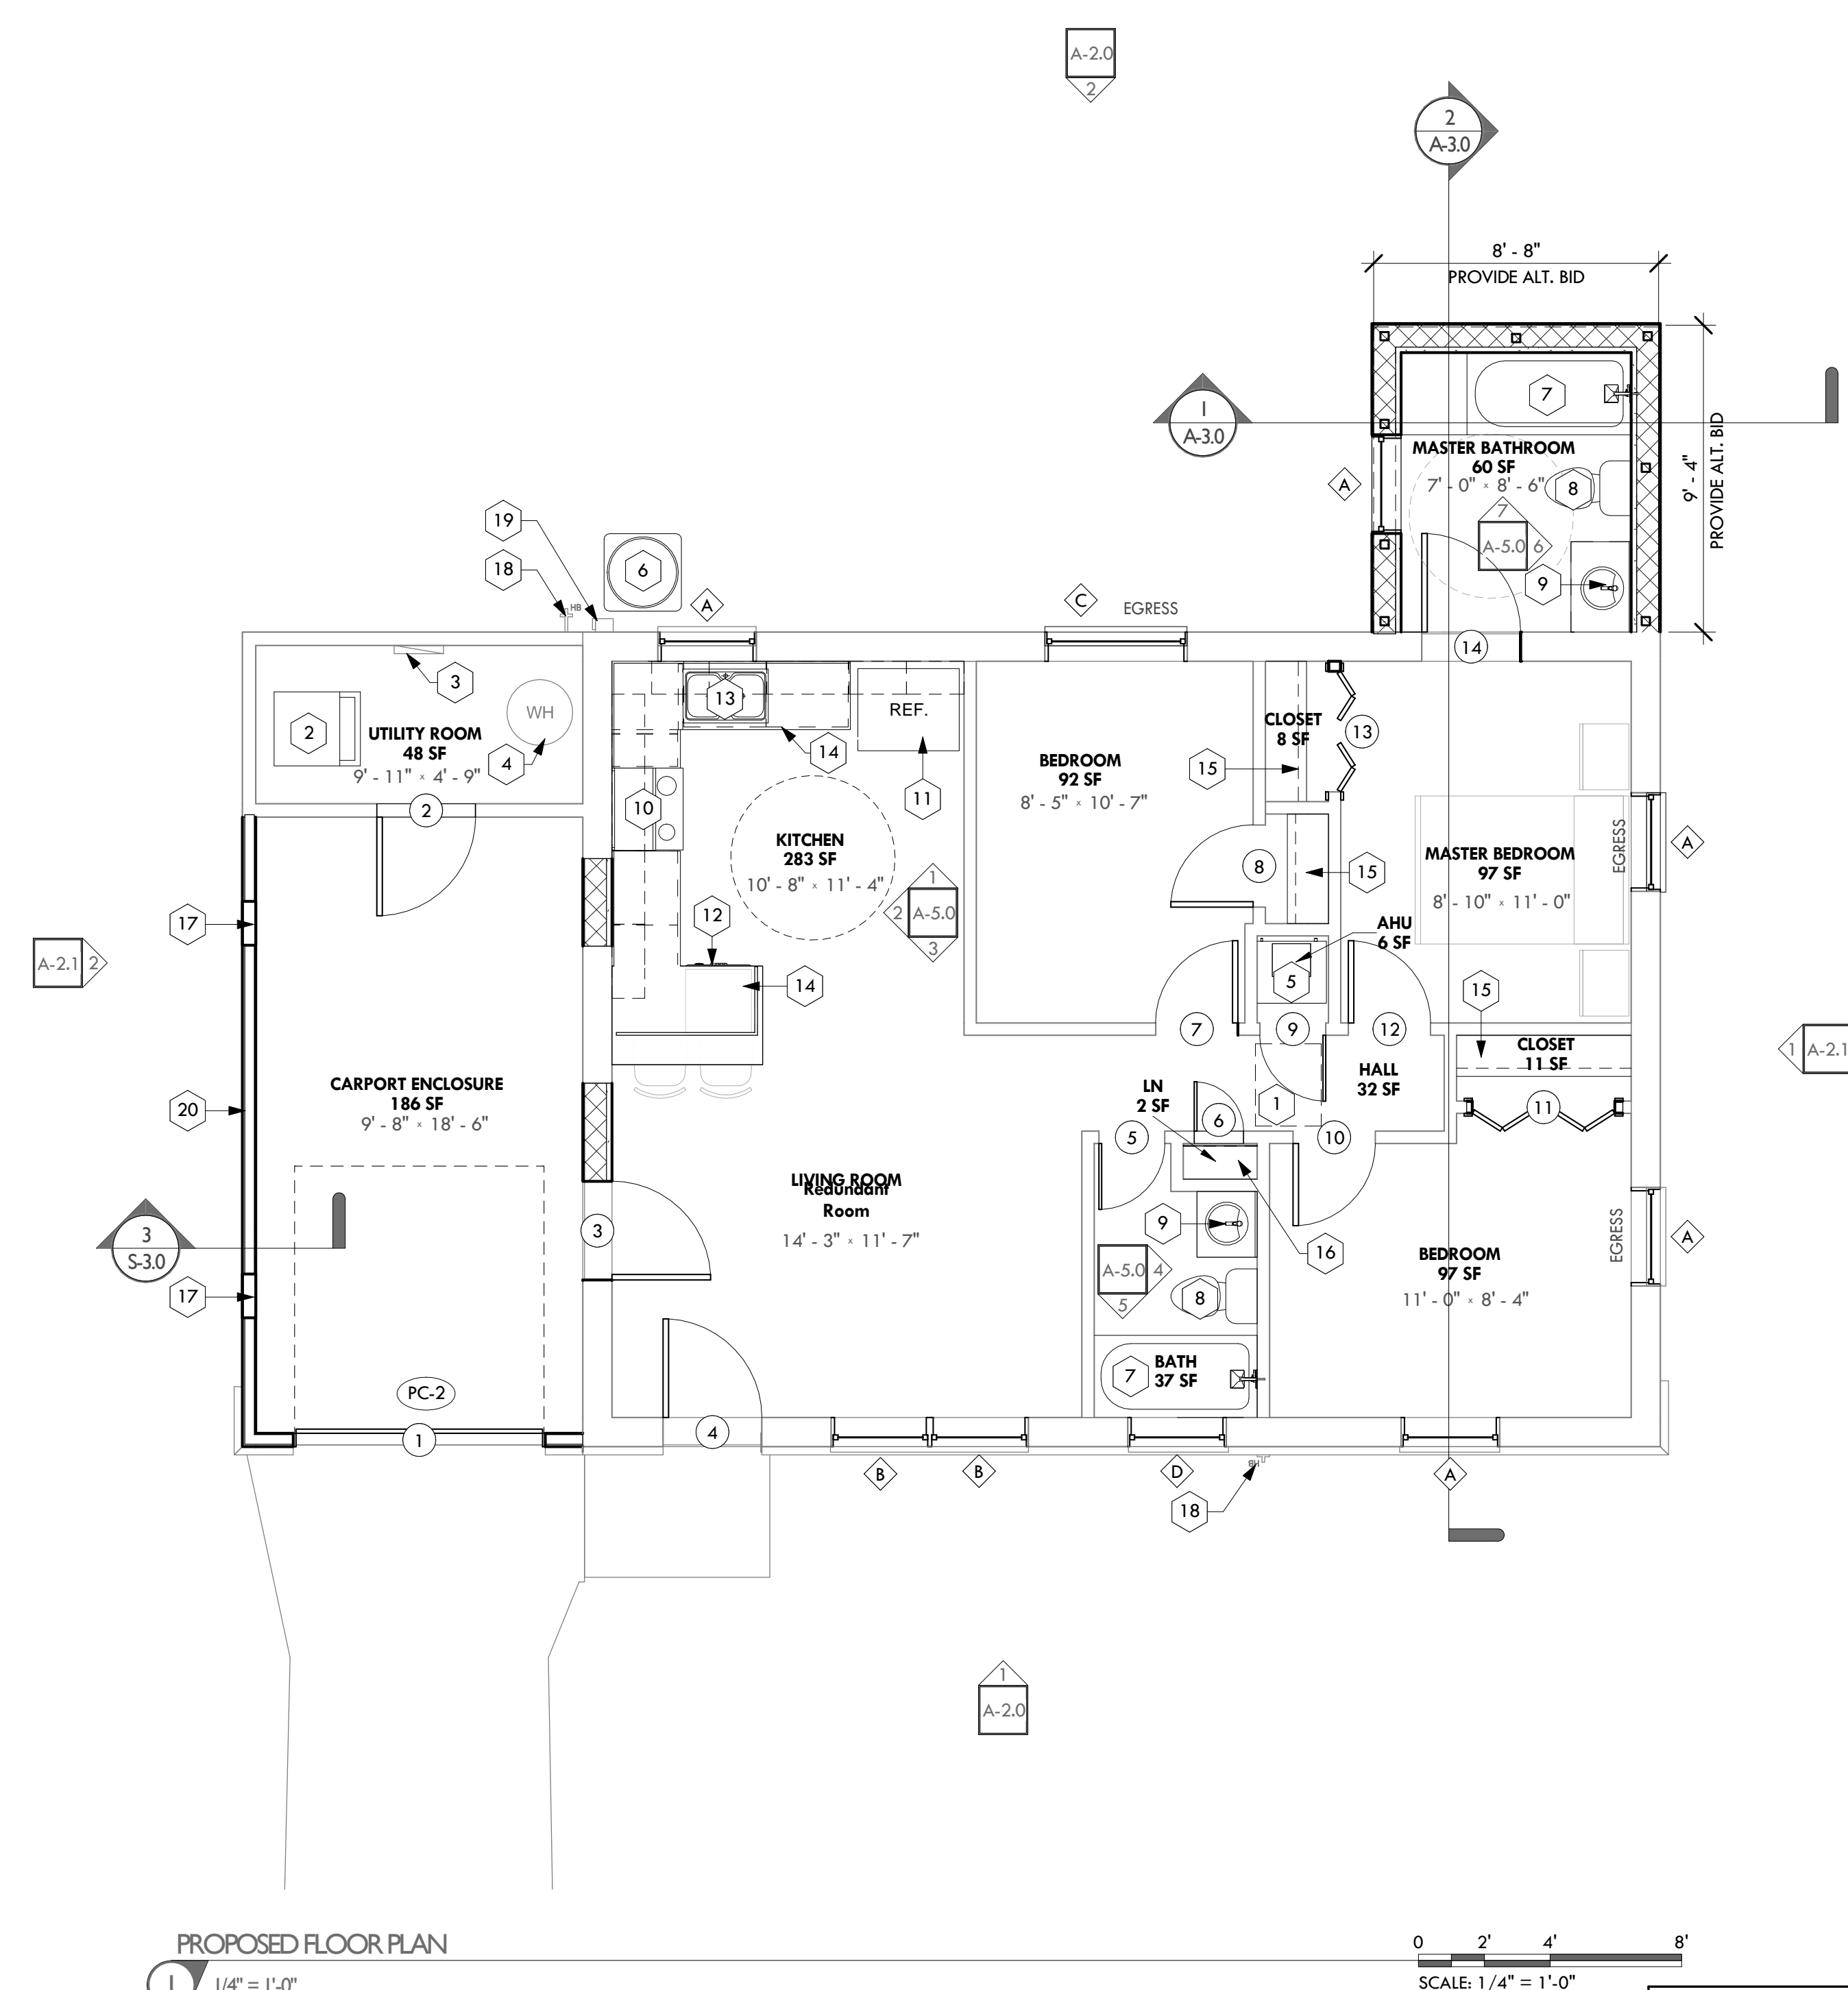 A-2.0
2
2
A-3.0
8' - 8"
PROVIDE ALT. BID
1
A-3.0
7
MASTER BATHROOM
60 SF
7' - 0" x 8' - 6"
8
A
9' - 4"
PROVIDE ALT. BID
7
A-5.0 6
9
19
18
HB
6
A
C
EGRESS
14
3
2
WH
UTILITY ROOM
48 SF
9' - 11" x 4' - 9"
4
2
13
REF.
14
11
10
KITCHEN
283 SF
10' - 8" x 11' - 4"
BEDROOM
92 SF
8' - 5" x 10' - 7"
CLOSET
8 SF
13
15
8
15
MASTER BEDROOM
97 SF
8' - 10" x 11' - 0"
EGRESS
A
17
12
1
2 A-5.0
3
AHU
6 SF
5
A-2.1 2
14
15
7
9
12
1 A-2.1
CLOSET
11 SF
HALL
32 SF
LN
2 SF
1
11
CARPORT ENCLOSURE
186 SF
9' - 8" x 18' - 6"
20
5
6
10
LIVING ROOM
Redundant
Room
14' - 3" x 11' - 7"
3
S-3.0
3
9
16
EGRESS
A
BEDROOM
97 SF
11' - 0" x 8' - 4"
A-5.0 4
5
8
17
BATH
37 SF
7
PC-2
1
4
B
B
D
HB
A
18
1
A-2.0
PROPOSED FLOOR PLAN
1
1/4" = 1'-0"
0 2' 4' 8'
SCALE: 1/4" = 1'-0"